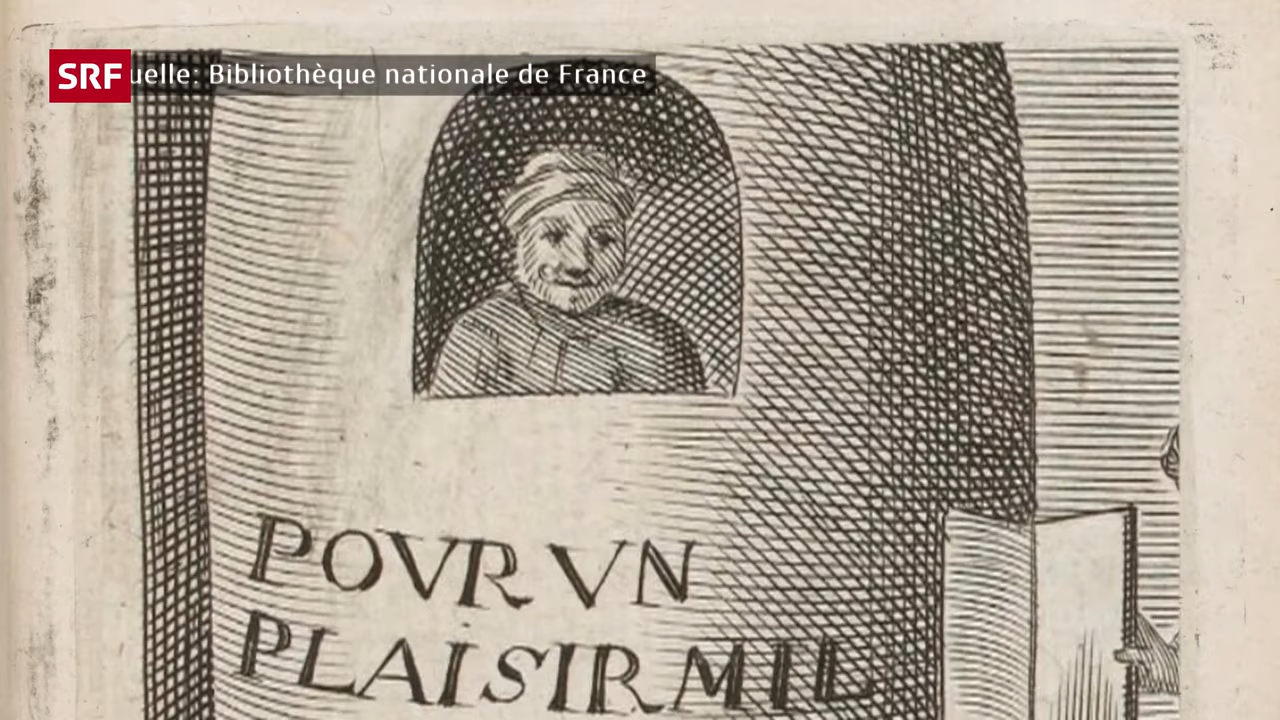 SRF uelle: Bibliothèque nationale de France
POVR VN
PLAISIR MIL